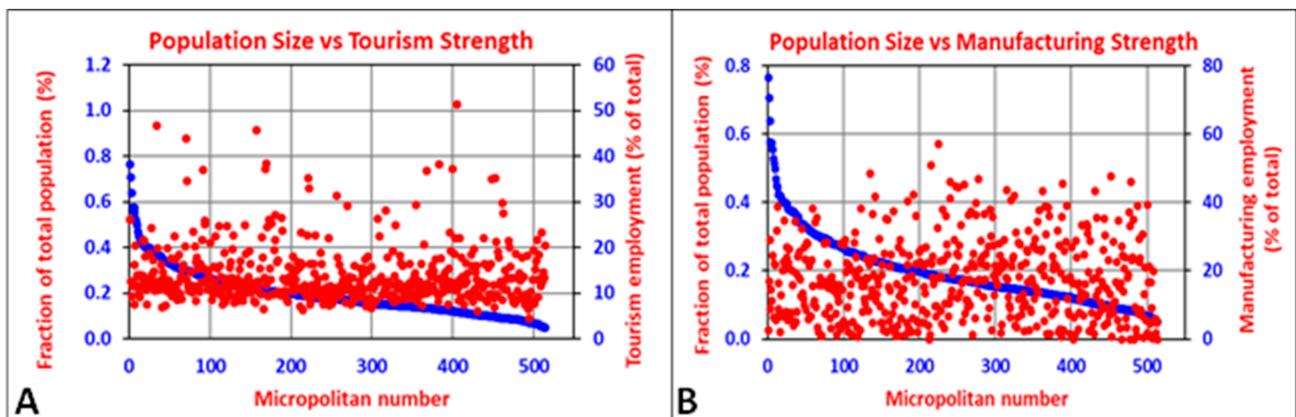 Population Size vs Tourism Strength
Fraction of total population (%)
1.2
1.0
0.8
0.6
0.4
0.2
0.0
60
50
40
30
20
10
0
Tourism employment (% of total)
0 100 200 300 400 500
Micropolitan number
A
Population Size vs Manufacturing Strength
Fraction of total population (%)
0.8
0.6
0.4
0.2
0.0
80
60
40
20
0
Manufacturing employment
(% of total)
0 100 200 300 400 500
Micropolitan number
B